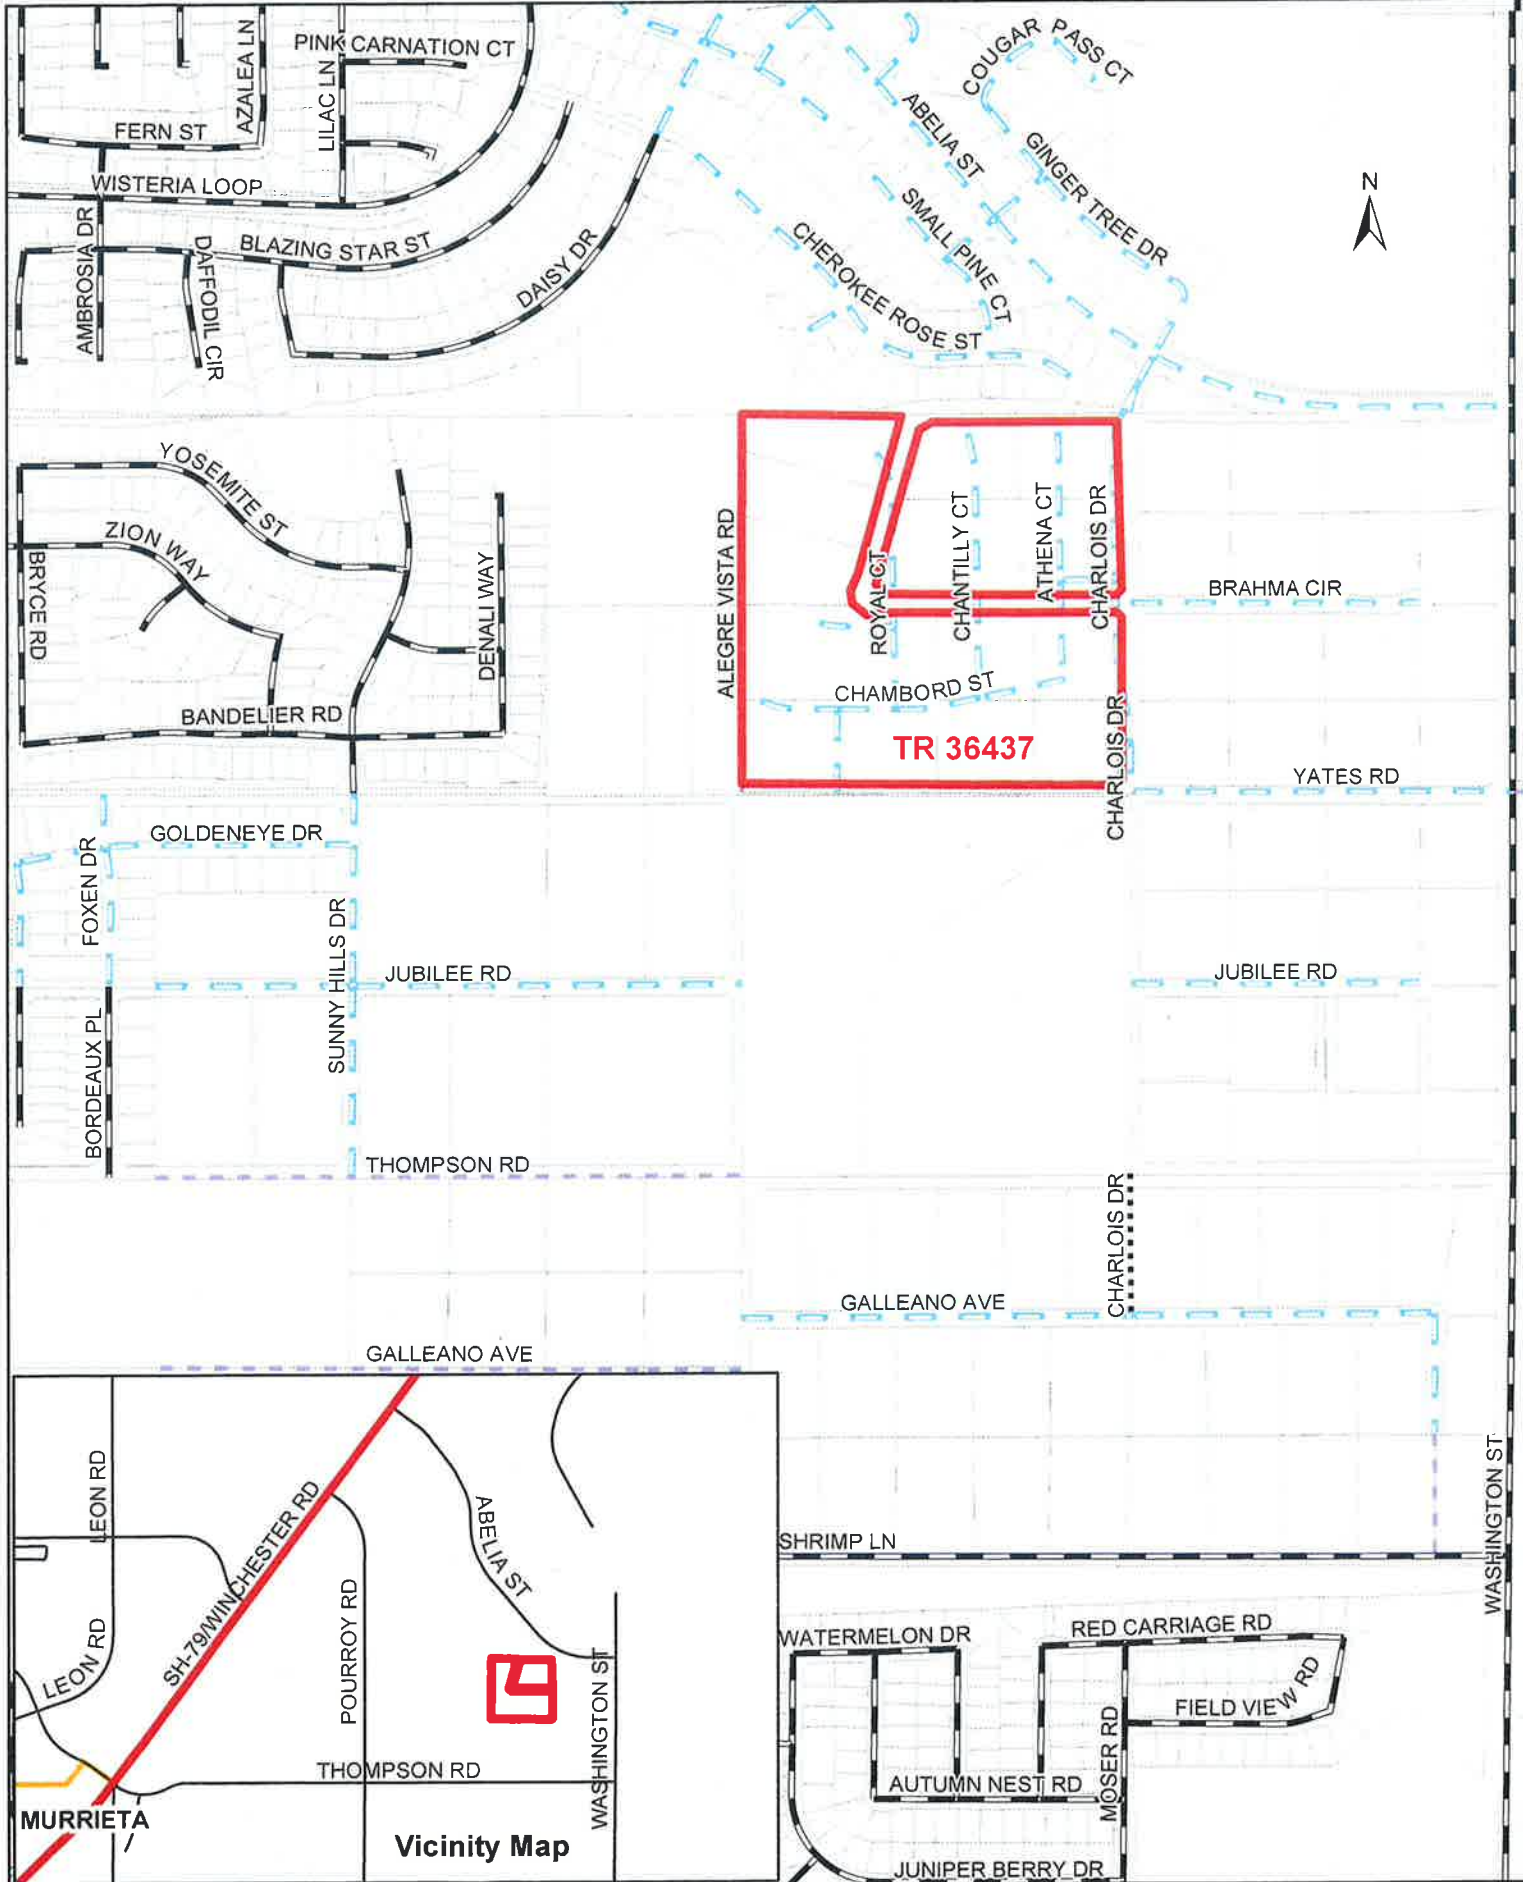 PINK CARNATION CT
AZALEA LN
LILAC LN
FERN ST
WISTERIA LOOP
AMBROSIA DR
DAFFODIL CIR
BLAZING STAR ST
DAISY DR
COUGAR PASS CT
ABELIA ST
GINGER TREE DR
SMALL PINE CT
CHEROKEE ROSE ST
N
YOSEMITE ST
ZION WAY
BRYCE RD
DENALI WAY
BANDELIER RD
ALEGRE VISTA RD
ROYAL CT
CHANTILLY CT
ATHENA CT
CHARLOIS DR
BRAHMA CIR
CHAMBORD ST
TR 36437
CHARLOIS DR
YATES RD
GOLDENEYE DR
FOXEN DR
SUNNY HILLS DR
JUBILEE RD
JUBILEE RD
BORDEAUX PL
THOMPSON RD
CHARLOIS DR
GALLEANO AVE
GALLEANO AVE
LEON RD
SH-79/WINCHESTER RD
ABELIA ST
POURROY RD
LEON RD
WASHINGTON ST
THOMPSON RD
MURRIETA
Vicinity Map
SHRIMP LN
WASHINGTON ST
WATERMELON DR
RED CARRIAGE RD
FIELD VIEW RD
MOSER RD
AUTUMN NEST RD
JUNIPER BERRY DR